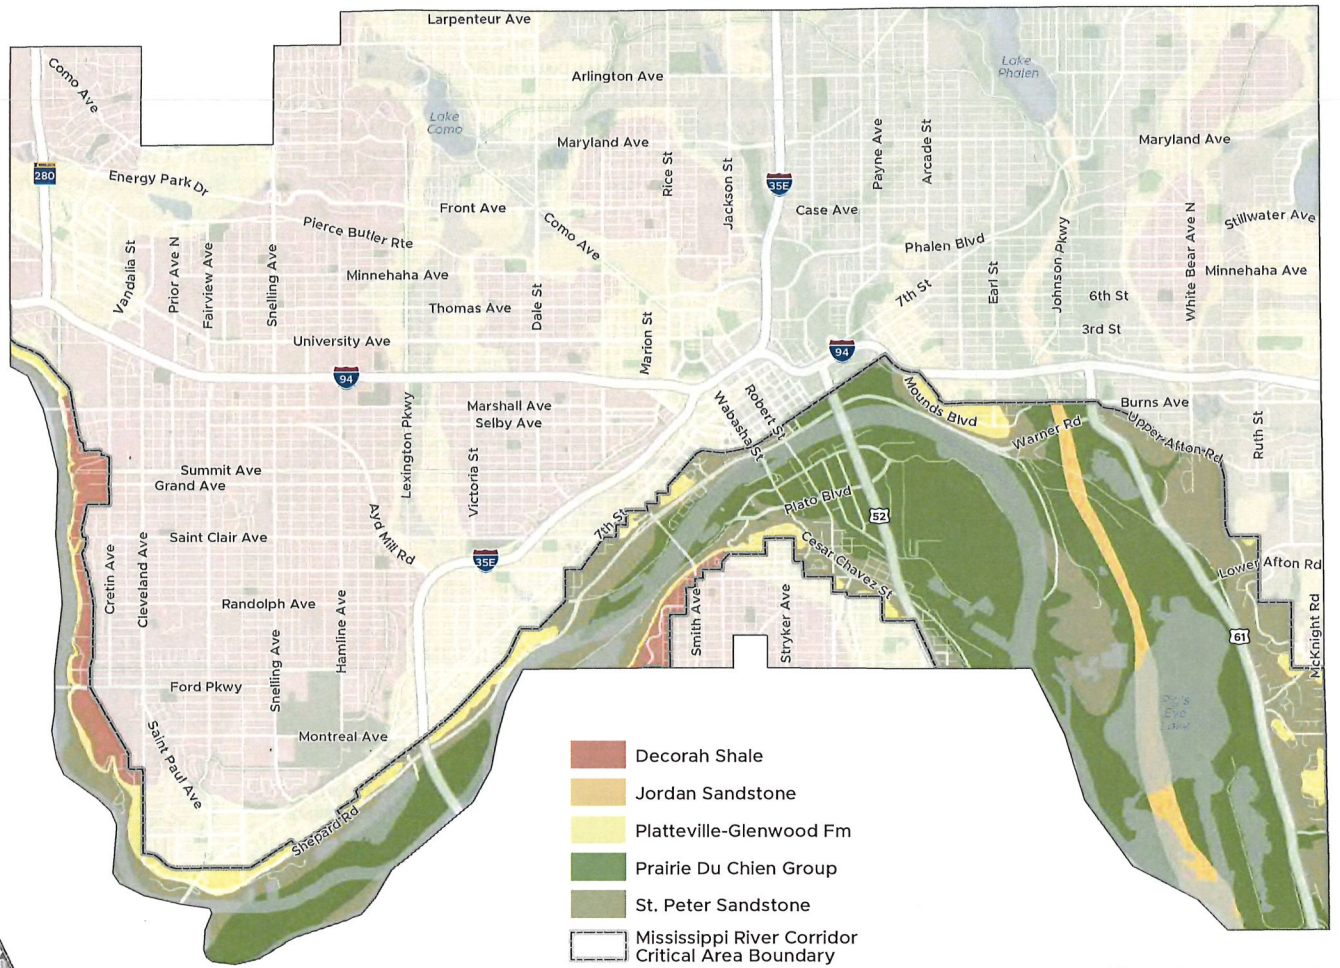 Larpenteur Ave
Como Ave
Arlington Ave
Lake
Phalen
Lake
Como
Maryland Ave
Rice St
Jackson St
Payne Ave
Arcade St
Maryland Ave
280
Energy Park Dr
35E
Front Ave
Case Ave
Pierce Butler Rte
Como Ave
Phalen Blvd
Stillwater Ave
Vandalia St
Prior Ave N
Fairview Ave
Snelling Ave
Minnehaha Ave
7th St
Earl St
Johnson Pkwy
White Bear Ave N
Minnehaha Ave
Thomas Ave
Dale St
6th St
University Ave
Marion St
3rd St
94
94
Lexington Pkwy
Marshall Ave
Selby Ave
Robert St
Wabasha St
Mounds Blvd
Burns Ave
Warner Rd
Upper Afton Rd
Ruth St
Summit Ave
Grand Ave
Victoria St
Plato Blvd
52
Ayd Mill Rd
7th St
Saint Clair Ave
35E
Cretin Ave
Cleveland Ave
Cesar Chavez St
Lower Afton Rd
Randolph Ave
Hamline Ave
Smith Ave
Stryker Ave
McKnight Rd
61
Snelling Ave
Ford Pkwy
Pig's
Eye
Lake
Saint Paul Ave
Montreal Ave
Shepard Rd
Decorah Shale
Jordan Sandstone
Platteville-Glenwood Fm
Prairie Du Chien Group
St. Peter Sandstone
Mississippi River Corridor
Critical Area Boundary